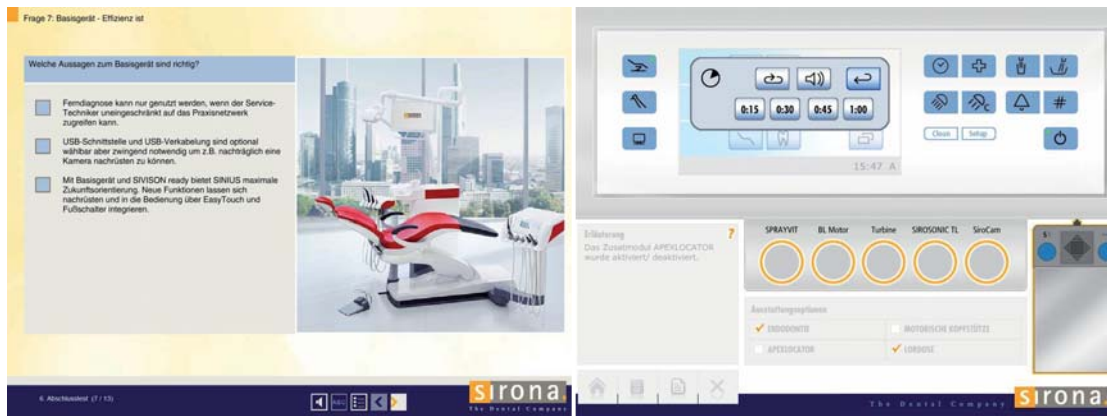 Frage 7: Basisgerät - Effizienz ist
Welche Aussagen zum Basisgerät sind richtig?
Ferndiagnose kann nur genutzt werden, wenn der Service-
Techniker uneingeschränkt auf das Praxisnetzwerk
zugreifen kann.
USB-Schnittstelle und USB-Verkabelung sind optional
wählbar aber zwingend notwendig um z.B. nachträglich eine
Kamera nachrüsten zu können.
Mit Basisgerät und SIVISON ready bietet SINIUS maximale
Zukunftsorientierung. Neue Funktionen lassen sich
nachrüsten und in die Bedienung über EasyTouch und
Fußschalter integrieren.
6. Abschlusstest (7 / 13)
sirona.
The Dental Company
0:15 0:30 0:45 1:00
15:47 A
C
#
Clean Setup
Erläuterung ?
Das Zusatmodul APEXLOCATOR
wurde aktiviert/ deaktiviert.
SPRAYVIT BL Motor Turbine SIROSONIC TL SiroCam
Ausstattungsoptionen
ENDODONTIE MOTORISCHE KOPFSTÜTZE
APEXLOCATOR LORDOSE
The Dental Company
sirona.